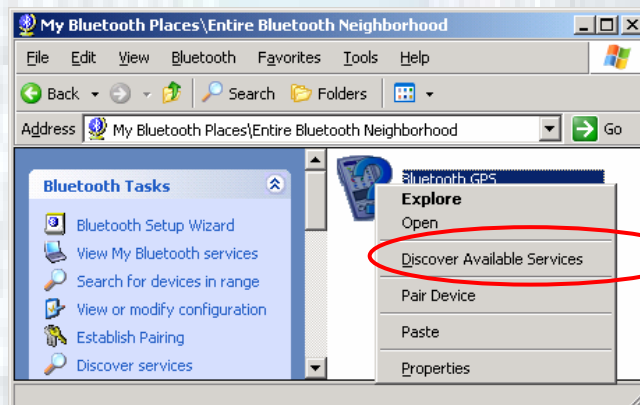 My Bluetooth Places\Entire Bluetooth Neighborhood
File Edit View Bluetooth Favorites Tools Help
Back Search Folders
Address My Bluetooth Places\Entire Bluetooth Neighborhood Go
Bluetooth Tasks
Bluetooth Setup Wizard
View My Bluetooth services
Search for devices in range
View or modify configuration
Establish Pairing
Discover services
Bluetooth GPS
Explore
Open
Discover Available Services
Pair Device
Paste
Properties